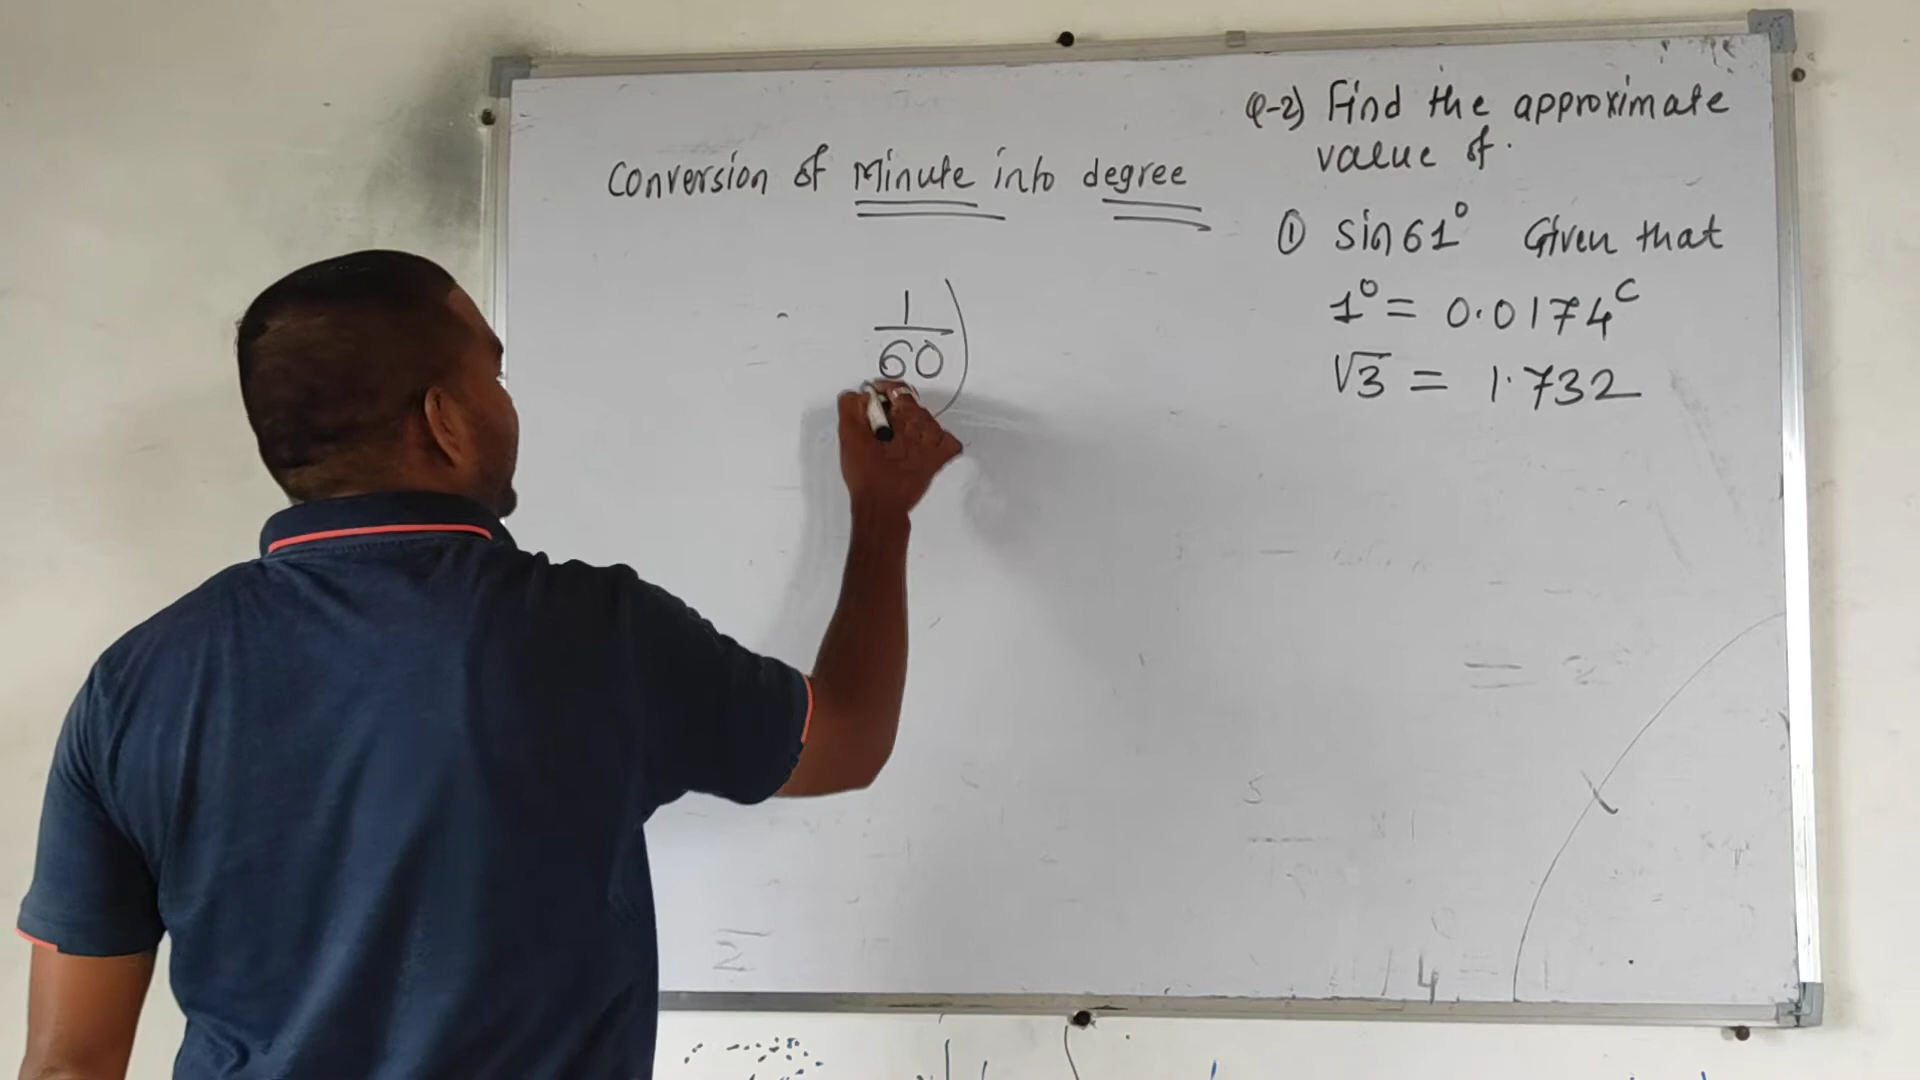 Conversion of Minute into degree
1
60
Q-2) Find the approximate
value of.
① sin 61° Given that
1° = 0.0174ᶜ
√3 = 1.732